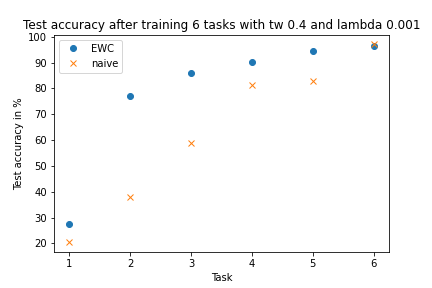 Test accuracy after training 6 tasks with tw 0.4 and lambda 0.001
EWC
naive
100
90
80
70
60
50
40
30
20
Test accuracy in %
1 2 3 4 5 6
Task